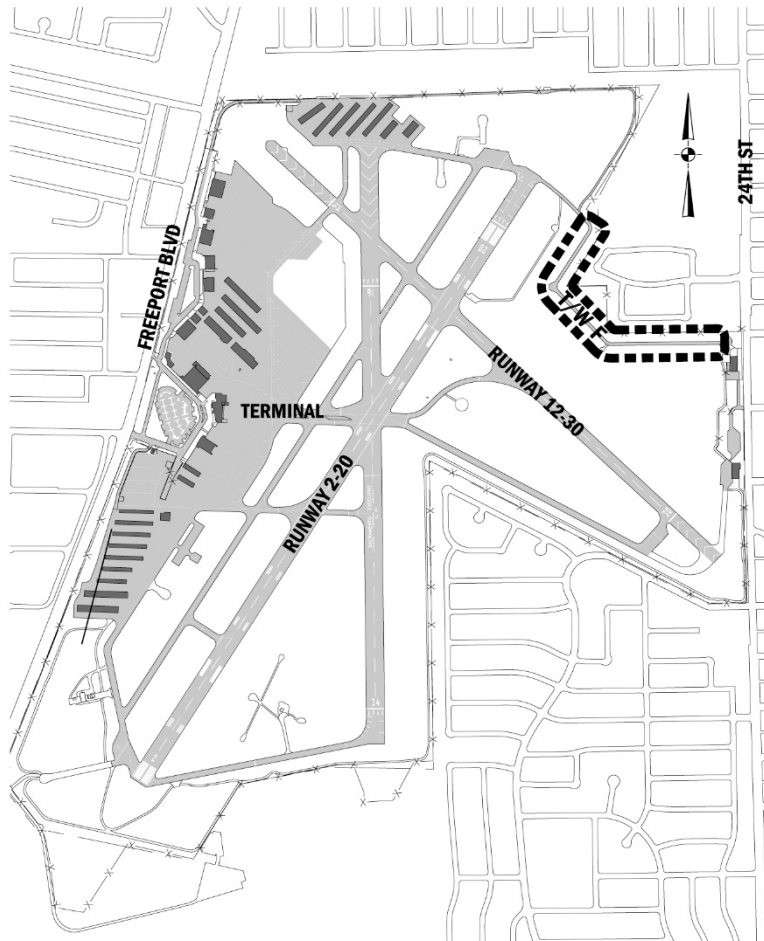 24TH ST
FREEPORT BLVD
T/W F
RUNWAY 12-30
TERMINAL
RUNWAY 2-20